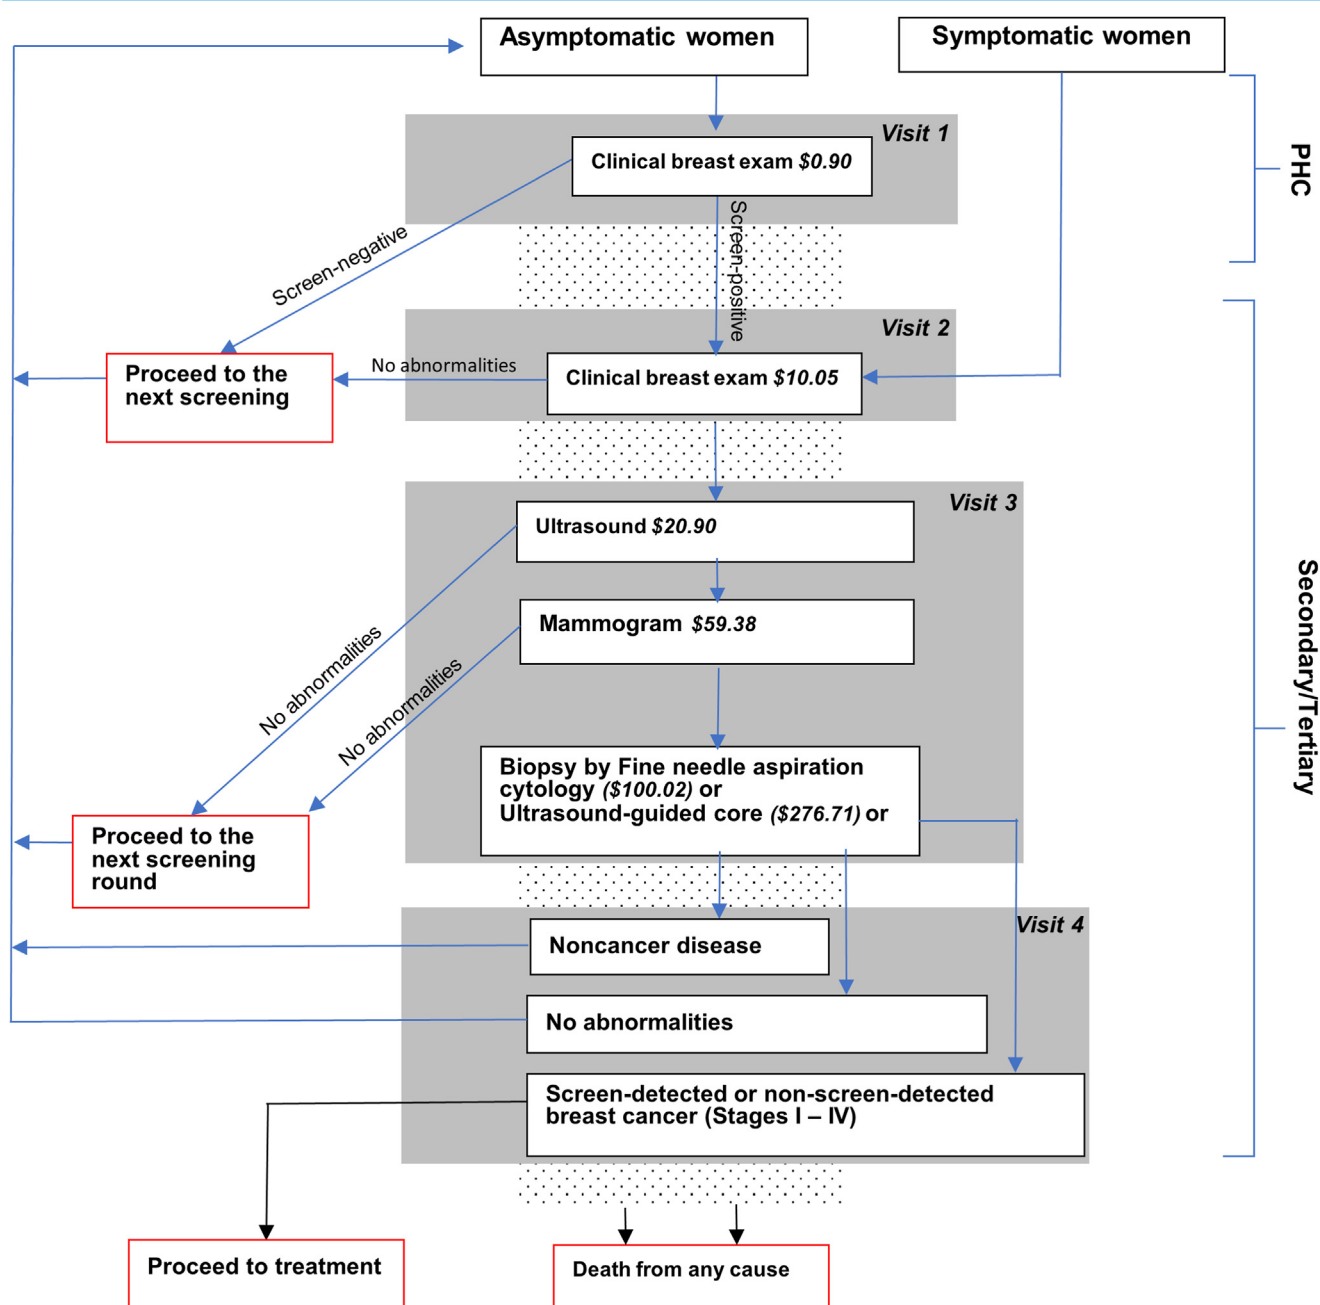 Asymptomatic women
Symptomatic women
Visit 1
Clinical breast exam $0.90
PHC
Screen-negative
Screen-positive
Visit 2
No abnormalities
Clinical breast exam $10.05
Proceed to the
next screening
Visit 3
Ultrasound $20.90
Mammogram $59.38
No abnormalities
No abnormalities
Secondary/Tertiary
Biopsy by Fine needle aspiration
cytology ($100.02) or
Ultrasound-guided core ($276.71) or
Proceed to the
next screening
round
Visit 4
Noncancer disease
No abnormalities
Screen-detected or non-screen-detected
breast cancer (Stages I – IV)
Proceed to treatment
Death from any cause